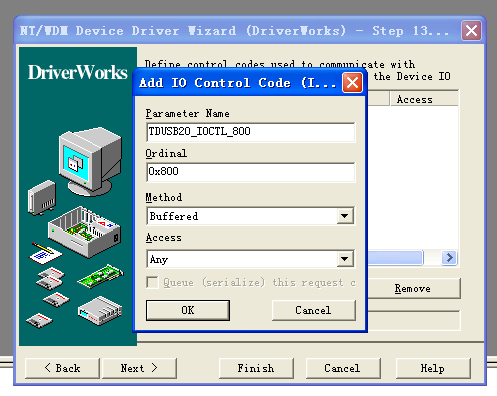 NT/WDM Device Driver Wizard (DriverWorks) - Step 13...
DriverWorks
Define control codes used to communicate with
the Device IO
Access
Add IO Control Code (I...
Parameter Name
TDUSB20_IOCTL_800
Ordinal
0x800
Method
Buffered
Access
Any
Queue (serialize) this request c
OK
Cancel
Remove
< Back
Next >
Finish
Cancel
Help